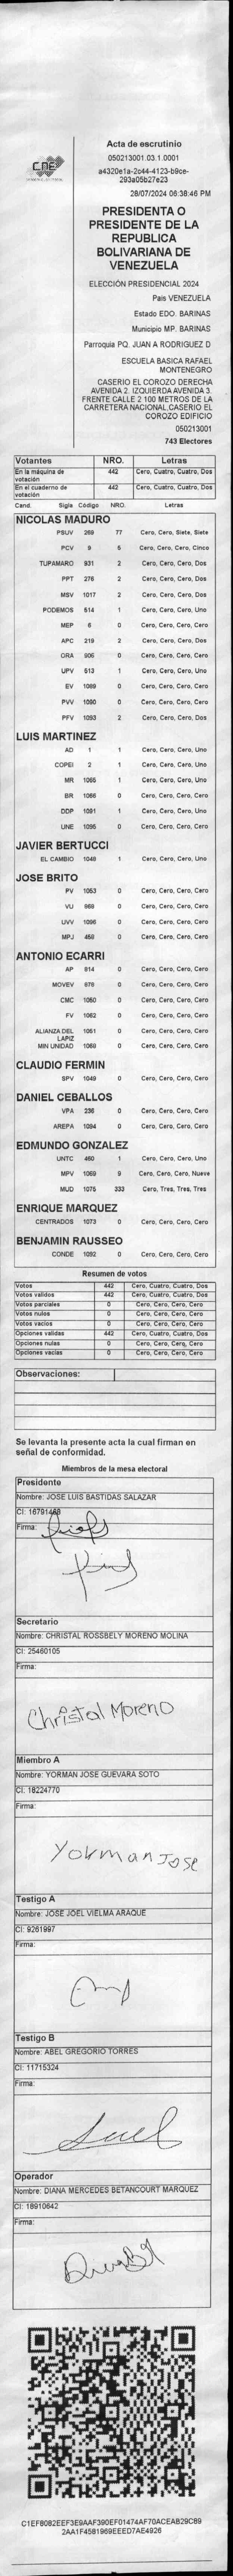 CNE
Acta de escrutinio
050213001.03.1.0001
a4320e1a-2c44-4123-b9ce-
293a05b27e23
28/07/2024 06:38:46 PM
PRESIDENTA O
PRESIDENTE DE LA
REPUBLICA
BOLIVARIANA DE
VENEZUELA
ELECCIÓN PRESIDENCIAL 2024
País VENEZUELA
Estado EDO. BARINAS
Municipio MP. BARINAS
Parroquia PQ. JUAN A RODRIGUEZ D
ESCUELA BASICA RAFAEL
MONTENEGRO
CASERIO EL COROZO DERECHA
AVENIDA 2. IZQUIERDA AVENIDA 3.
FRENTE CALLE 2 100 METROS DE LA
CARRETERA NACIONAL,CASERIO EL
COROZO EDIFICIO
050213001
743 Electores
Votantes NRO. Letras
En la máquina de votación 442 Cero, Cuatro, Cuatro, Dos
En el cuaderno de votación 442 Cero, Cuatro, Cuatro, Dos
Cand. Sigla Código NRO. Letras
NICOLAS MADURO
PSUV 269 77 Cero, Cero, Siete, Siete
PCV 9 5 Cero, Cero, Cero, Cinco
TUPAMARO 931 2 Cero, Cero, Cero, Dos
PPT 276 2 Cero, Cero, Cero, Dos
MSV 1017 2 Cero, Cero, Cero, Dos
PODEMOS 514 1 Cero, Cero, Cero, Uno
MEP 6 0 Cero, Cero, Cero, Cero
APC 219 2 Cero, Cero, Cero, Dos
ORA 906 0 Cero, Cero, Cero, Cero
UPV 513 1 Cero, Cero, Cero, Uno
EV 1089 0 Cero, Cero, Cero, Cero
PVV 1090 0 Cero, Cero, Cero, Cero
PFV 1093 2 Cero, Cero, Cero, Dos
LUIS MARTINEZ
AD 1 1 Cero, Cero, Cero, Uno
COPEI 2 1 Cero, Cero, Cero, Uno
MR 1065 1 Cero, Cero, Cero, Uno
BR 1066 0 Cero, Cero, Cero, Cero
DDP 1091 1 Cero, Cero, Cero, Uno
UNE 1095 0 Cero, Cero, Cero, Cero
JAVIER BERTUCCI
EL CAMBIO 1048 1 Cero, Cero, Cero, Uno
JOSE BRITO
PV 1053 0 Cero, Cero, Cero, Cero
VU 969 0 Cero, Cero, Cero, Cero
UVV 1096 0 Cero, Cero, Cero, Cero
MPJ 458 0 Cero, Cero, Cero, Cero
ANTONIO ECARRI
AP 914 0 Cero, Cero, Cero, Cero
MOVEV 978 0 Cero, Cero, Cero, Cero
CMC 1050 0 Cero, Cero, Cero, Cero
FV 1062 0 Cero, Cero, Cero, Cero
ALIANZA DEL LAPIZ 1051 0 Cero, Cero, Cero, Cero
MIN UNIDAD 1068 0 Cero, Cero, Cero, Cero
CLAUDIO FERMIN
SPV 1049 0 Cero, Cero, Cero, Cero
DANIEL CEBALLOS
VPA 236 0 Cero, Cero, Cero, Cero
AREPA 1094 0 Cero, Cero, Cero, Cero
EDMUNDO GONZALEZ
UNTC 460 1 Cero, Cero, Cero, Uno
MPV 1069 9 Cero, Cero, Cero, Nueve
MUD 1075 333 Cero, Tres, Tres, Tres
ENRIQUE MARQUEZ
CENTRADOS 1073 0 Cero, Cero, Cero, Cero
BENJAMIN RAUSSEO
CONDE 1092 0 Cero, Cero, Cero, Cero
Resumen de votos
Votos 442 Cero, Cuatro, Cuatro, Dos
Votos validos 442 Cero, Cuatro, Cuatro, Dos
Votos parciales 0 Cero, Cero, Cero, Cero
Votos nulos 0 Cero, Cero, Cero, Cero
Votos vacios 0 Cero, Cero, Cero, Cero
Opciones validas 442 Cero, Cuatro, Cuatro, Dos
Opciones nulas 0 Cero, Cero, Cero, Cero
Opciones vacias 0 Cero, Cero, Cero, Cero
Observaciones:
Se levanta la presente acta la cual firman en
señal de conformidad.
Miembros de la mesa electoral
Presidente
Nombre: JOSE LUIS BASTIDAS SALAZAR
CI: 16791468
Firma:
Secretario
Nombre: CHRISTAL ROSSBELY MORENO MOLINA
CI: 25460105
Firma:
Christal Moreno
Miembro A
Nombre: YORMAN JOSE GUEVARA SOTO
CI: 18224770
Firma:
Yorman Jose
Testigo A
Nombre: JOSE JOEL VIELMA ARAQUE
CI: 9261997
Firma:
Testigo B
Nombre: ABEL GREGORIO TORRES
CI: 11715324
Firma:
Operador
Nombre: DIANA MERCEDES BETANCOURT MARQUEZ
CI: 18910642
Firma:
C1EF8082EEF3E9AAF390EF01474AF70ACEAB29C89
2AA1F4581969EEED7AE4926